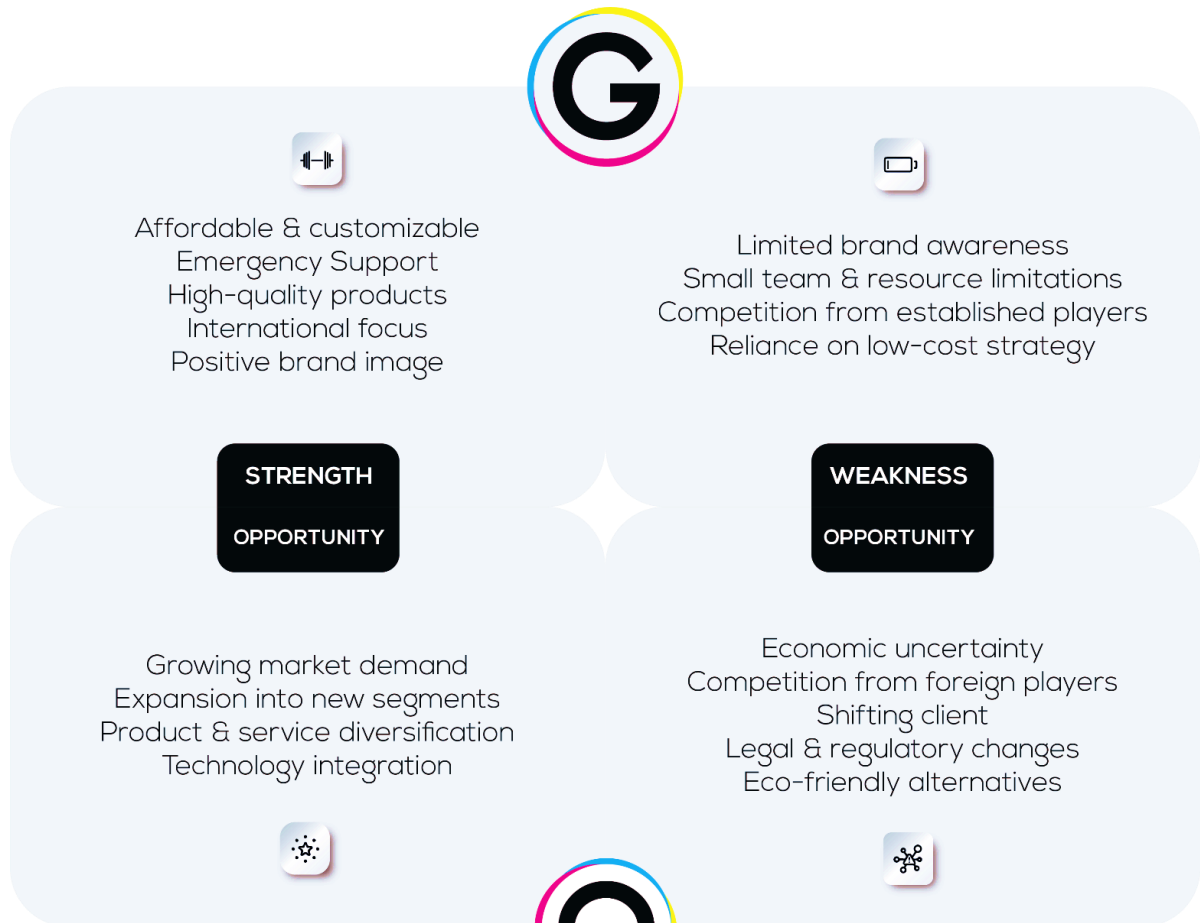 G
Affordable & customizable
Emergency Support
High-quality products
International focus
Positive brand image
Limited brand awareness
Small team & resource limitations
Competition from established players
Reliance on low-cost strategy
STRENGTH
OPPORTUNITY
WEAKNESS
OPPORTUNITY
Growing market demand
Expansion into new segments
Product & service diversification
Technology integration
Economic uncertainty
Competition from foreign players
Shifting client
Legal & regulatory changes
Eco-friendly alternatives